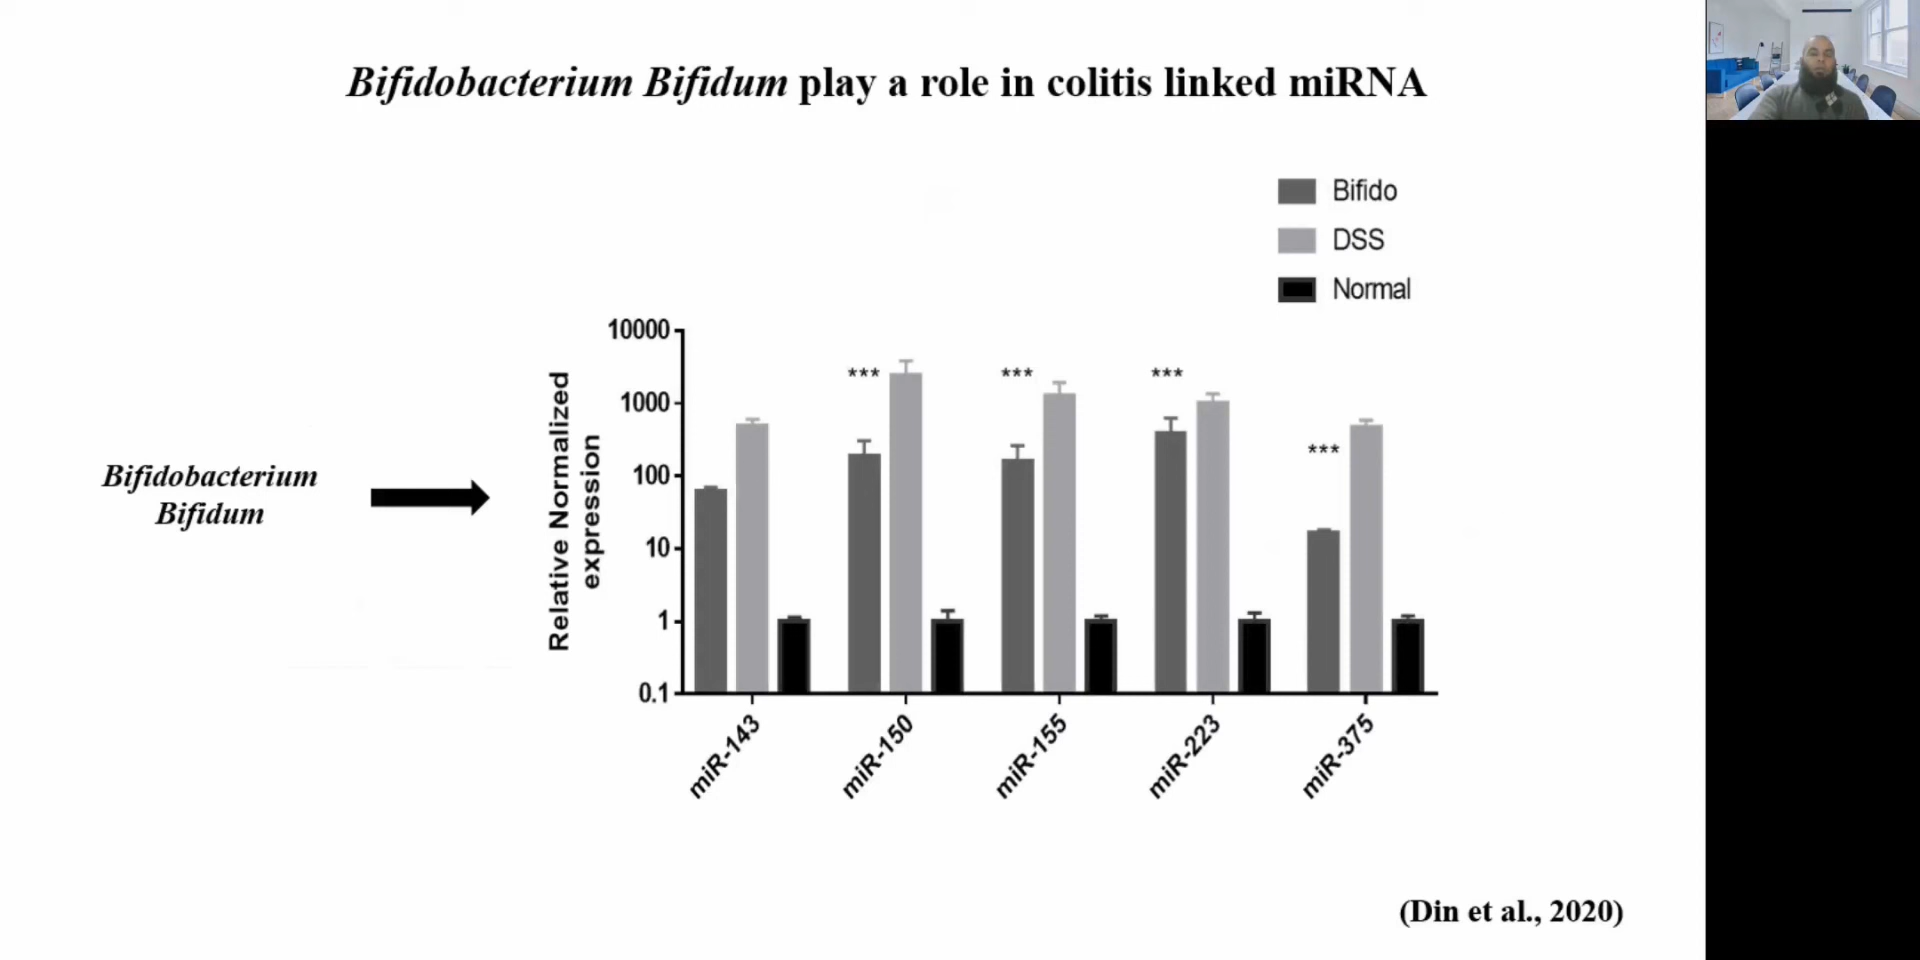 Bifidobacterium Bifidum play a role in colitis linked miRNA
Bifido
DSS
Normal
Bifidobacterium
Bifidum
Relative Normalized
expression
10000
1000
100
10
1
0.1
***
***
***
***
miR-143
miR-150
miR-155
miR-223
miR-375
(Din et al., 2020)